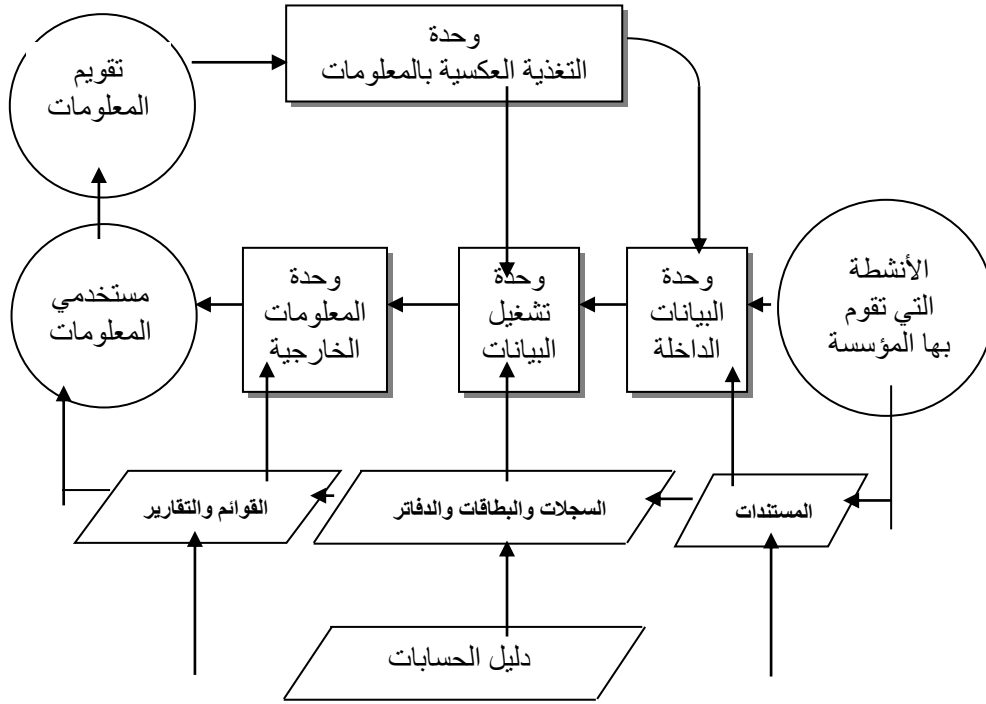 وحدة
التغذية العكسية بالمعلومات
تقويم
المعلومات
الأنشطة
التي تقوم
بها المؤسسة
وحدة
البيانات
الداخلة
وحدة
تشغيل
البيانات
وحدة
المعلومات
الخارجية
مستخدمي
المعلومات
المستندات
السجلات والبطاقات والدفاتر
القوائم والتقارير
دليل الحسابات